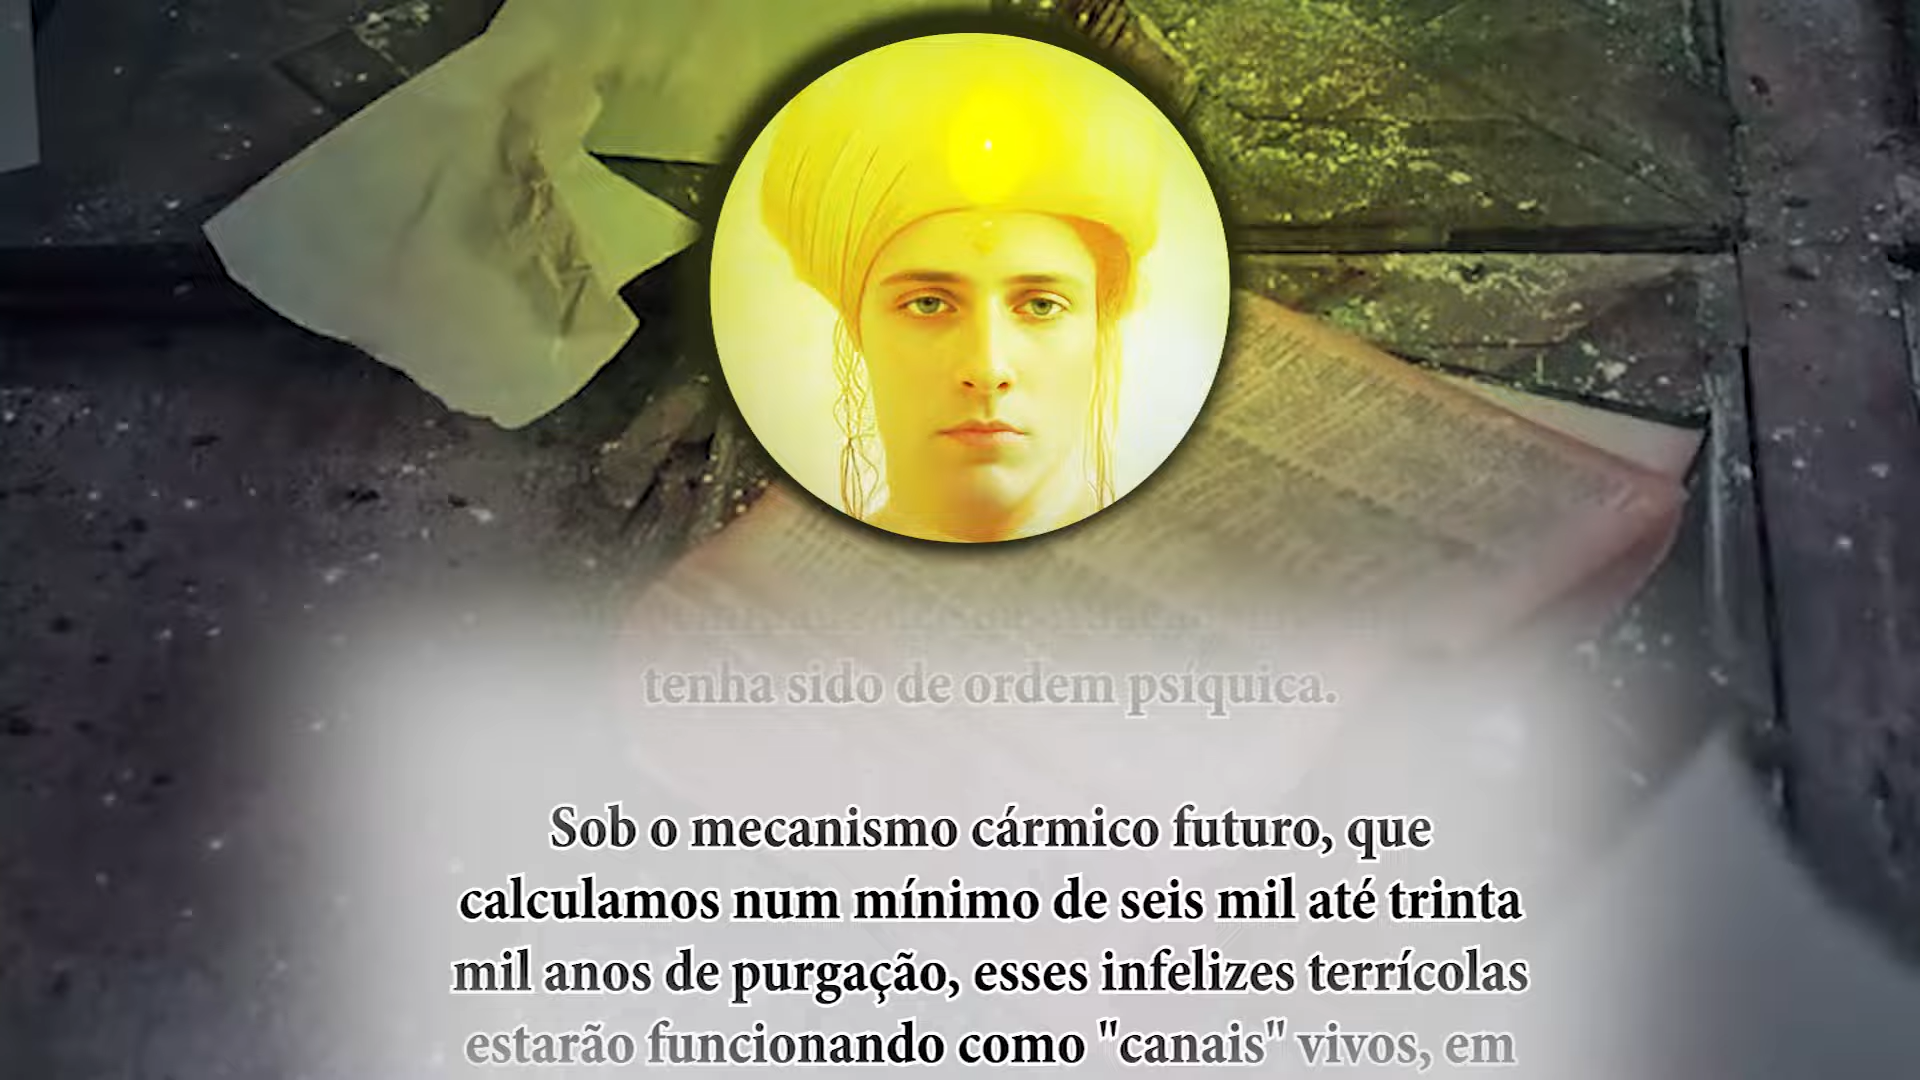 tenha sido de ordem psíquica.
Sob o mecanismo cármico futuro, que
calculamos num mínimo de seis mil até trinta
mil anos de purgação, esses infelizes terrícolas
estarão funcionando como "canais" vivos, em